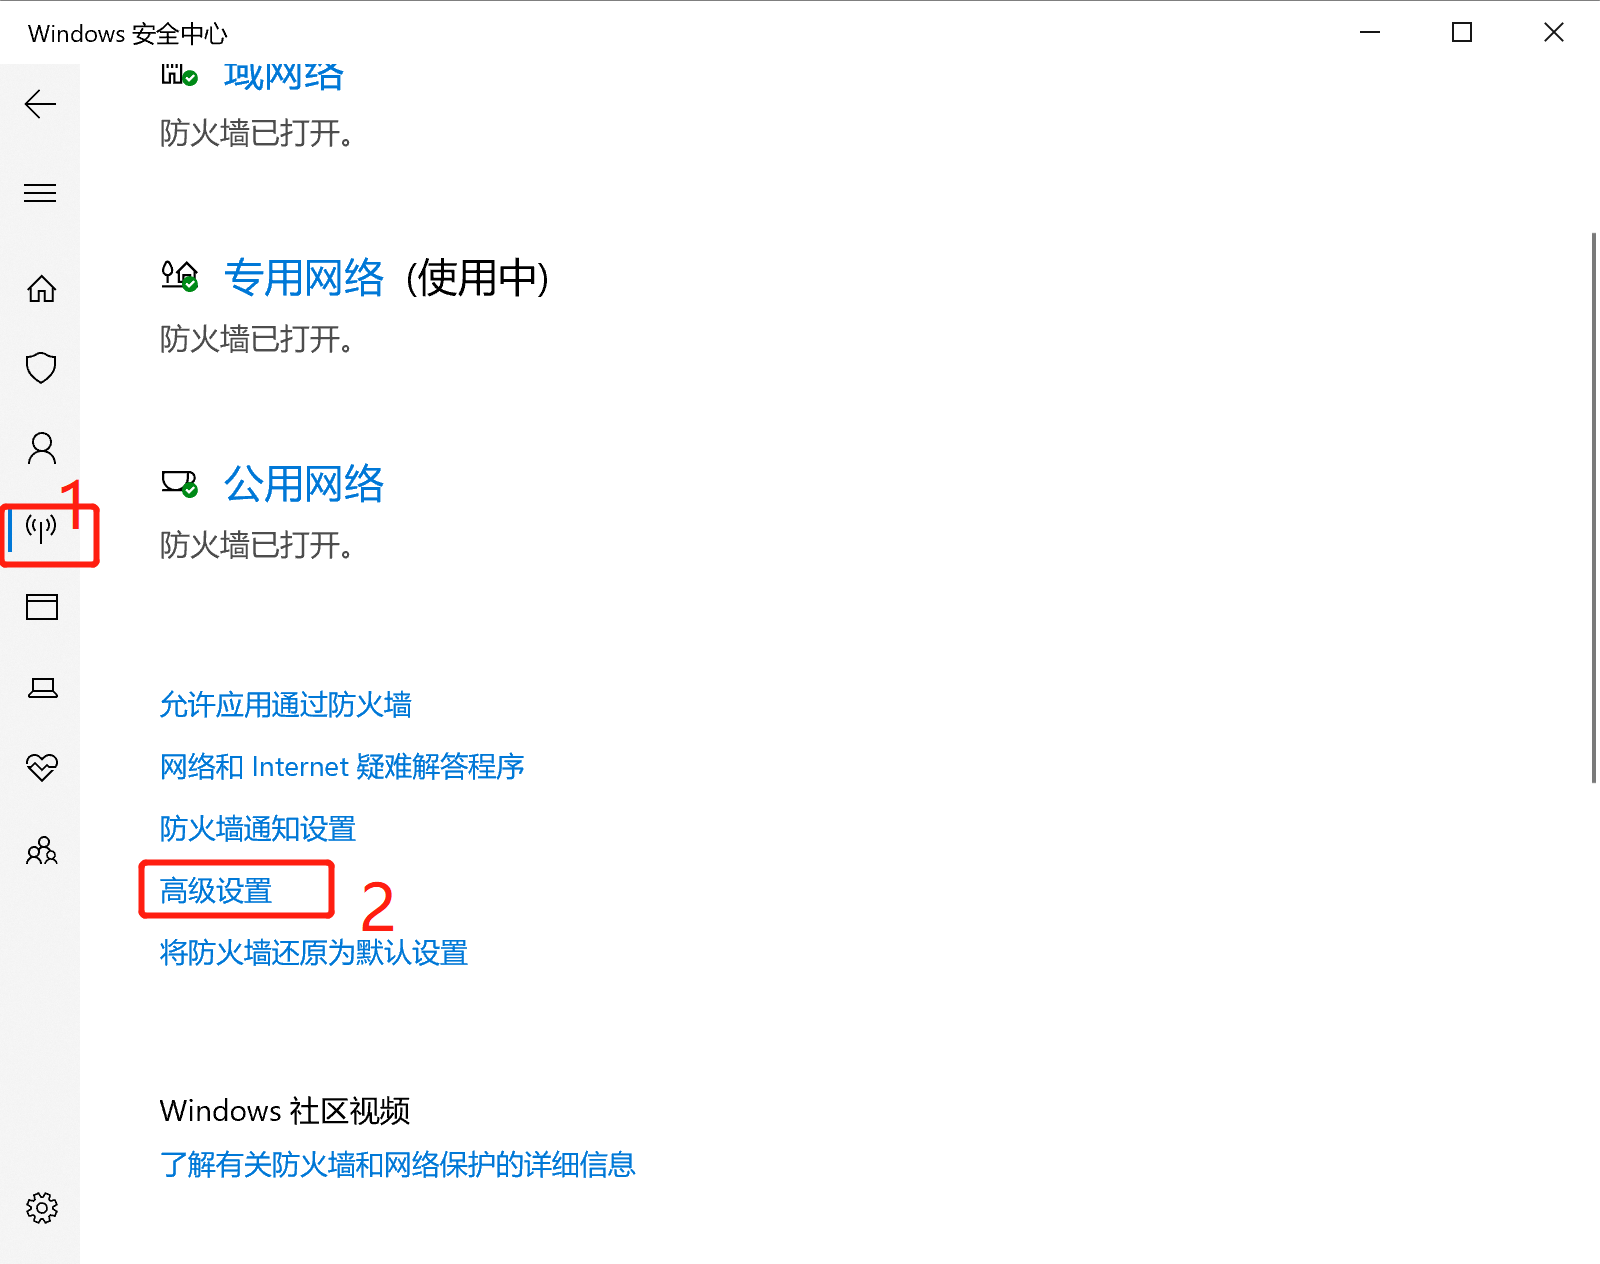 Windows 安全中心
域网络
防火墙已打开。
专用网络 (使用中)
防火墙已打开。
公用网络
1
防火墙已打开。
允许应用通过防火墙
网络和 Internet 疑难解答程序
防火墙通知设置
高级设置
2
将防火墙还原为默认设置
Windows 社区视频
了解有关防火墙和网络保护的详细信息